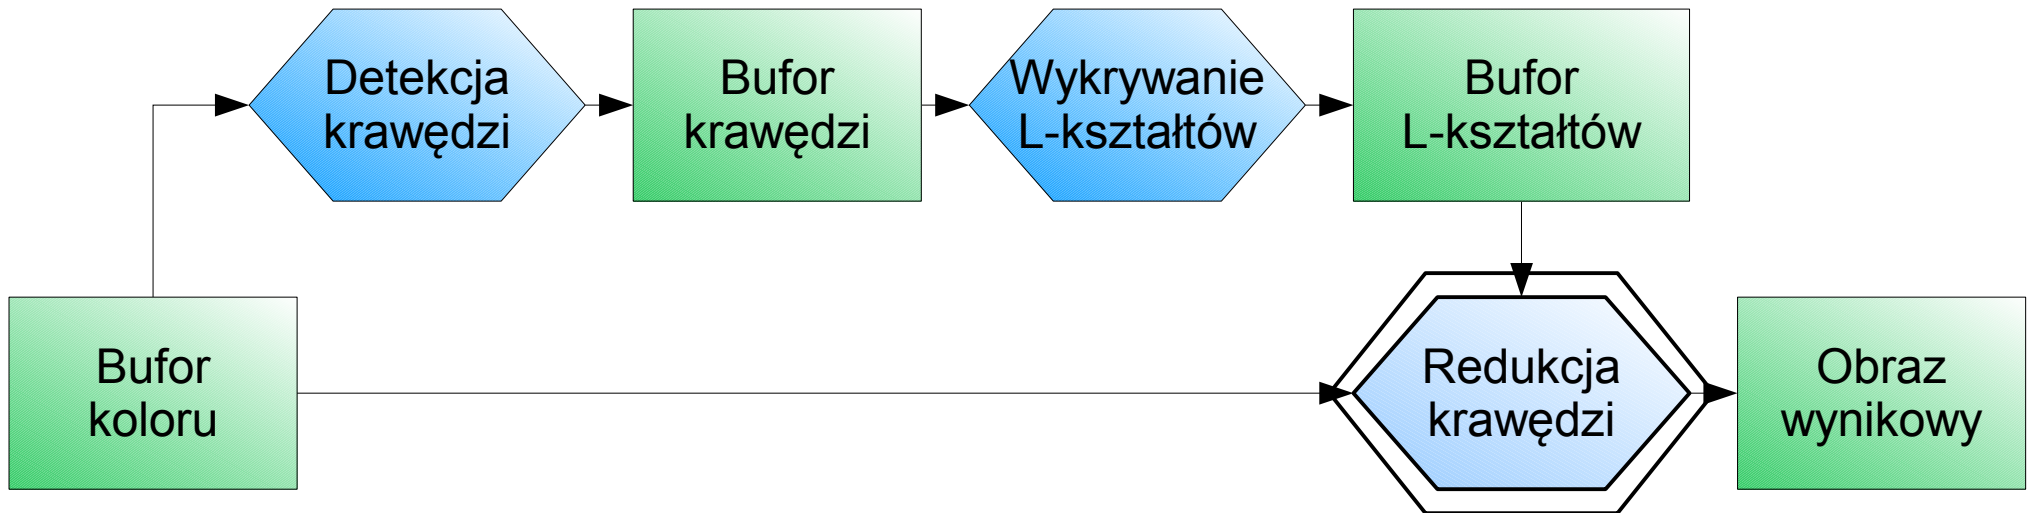 Detekcja
krawędzi
Bufor
krawędzi
Wykrywanie
L-kształtów
Bufor
L-kształtów
Bufor
koloru
Redukcja
krawędzi
Obraz
wynikowy